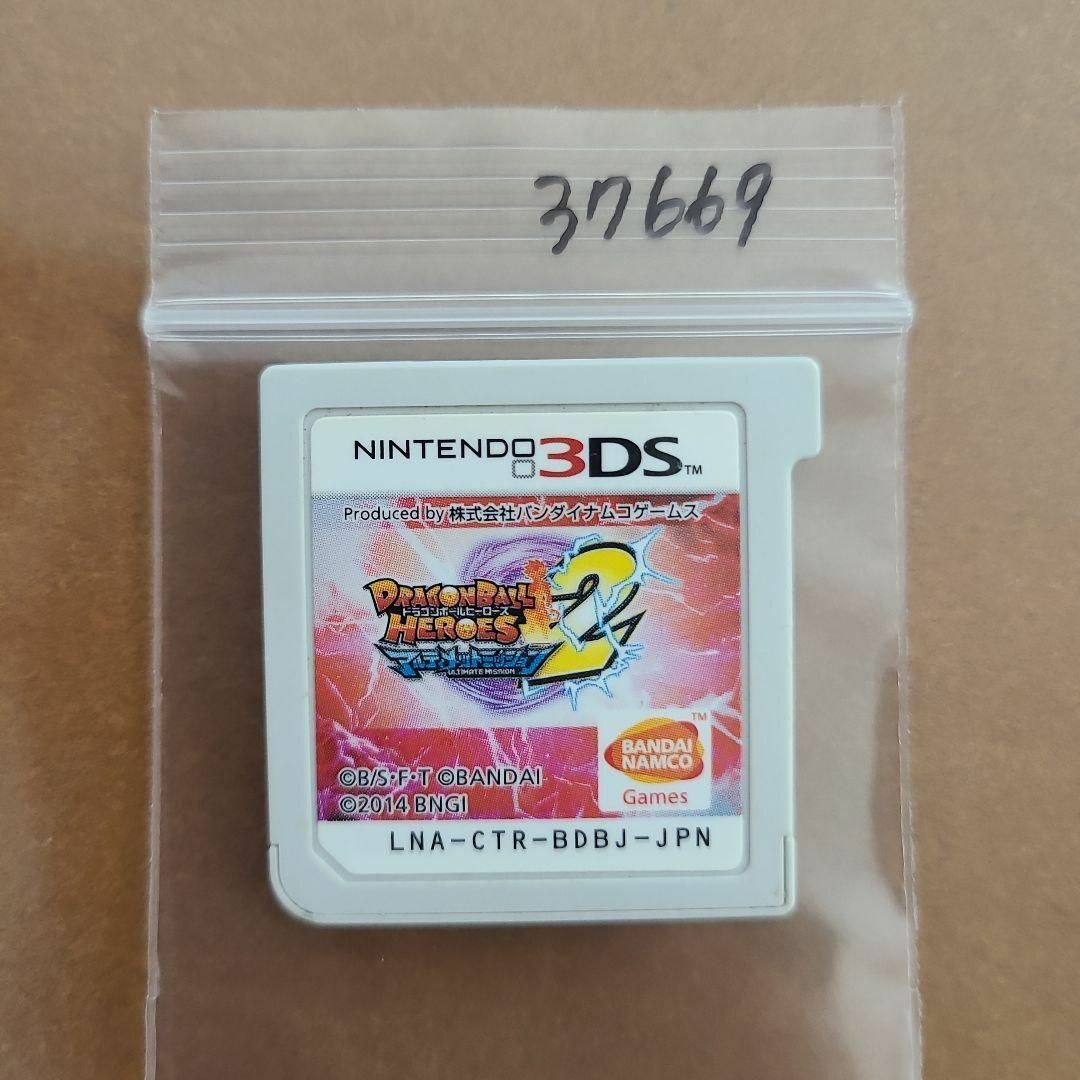 37669
NINTENDO 3DS™
Produced by 株式会社バンダイナムコゲームス
DRAGON BALL
ドラゴンボールヒーローズ
HEROES
アルティメットミッション 2
ULTIMATE MISSION
BANDAI
NAMCO
TM
Games
©B/S・F・T ©BANDAI
©2014 BNGI
LNA-CTR-BDBJ-JPN